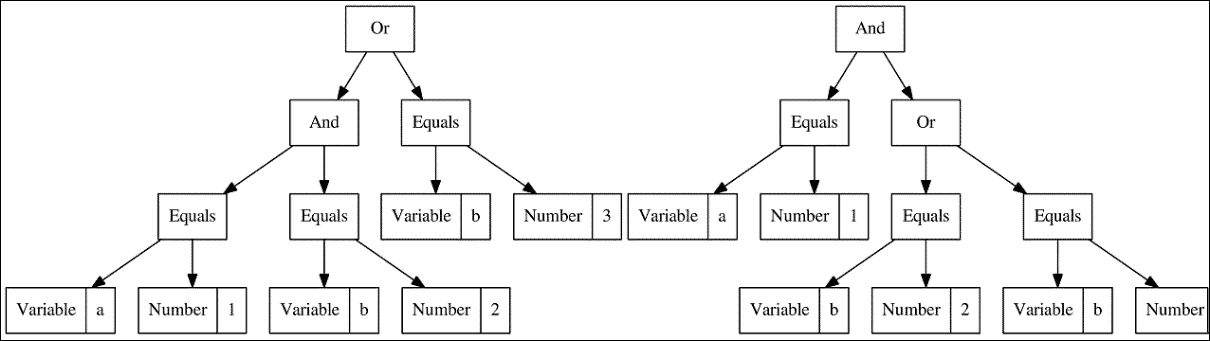 Or And
And Equals Equals Or
Equals Equals Variable b Number 3 Variable a Number 1 Equals Equals
Variable a Number 1 Variable b Number 2 Variable b Number 2 Variable b Number